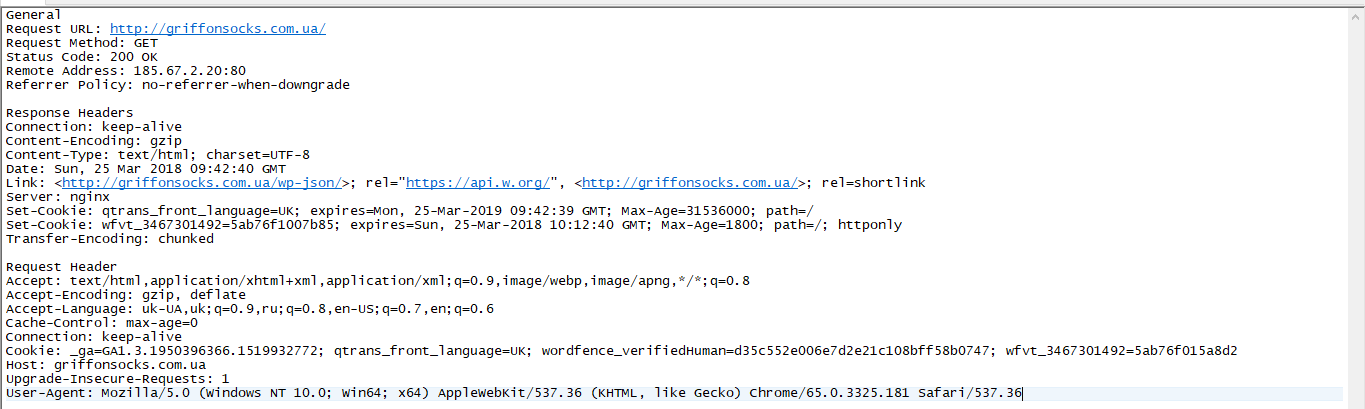 General
Request URL: http://griffonsocks.com.ua/
Request Method: GET
Status Code: 200 OK
Remote Address: 185.67.2.20:80
Referrer Policy: no-referrer-when-downgrade
Response Headers
Connection: keep-alive
Content-Encoding: gzip
Content-Type: text/html; charset=UTF-8
Date: Sun, 25 Mar 2018 09:42:40 GMT
Link: <http://griffonsocks.com.ua/wp-json/>; rel="https://api.w.org/", <http://griffonsocks.com.ua/>; rel=shortlink
Server: nginx
Set-Cookie: qtrans_front_language=UK; expires=Mon, 25-Mar-2019 09:42:39 GMT; Max-Age=31536000; path=/
Set-Cookie: wfvt_3467301492=5ab76f1007b85; expires=Sun, 25-Mar-2018 10:12:40 GMT; Max-Age=1800; path=/; httponly
Transfer-Encoding: chunked
Request Header
Accept: text/html,application/xhtml+xml,application/xml;q=0.9,image/webp,image/apng,*/*;q=0.8
Accept-Encoding: gzip, deflate
Accept-Language: uk-UA,uk;q=0.9,ru;q=0.8,en-US;q=0.7,en;q=0.6
Cache-Control: max-age=0
Connection: keep-alive
Cookie: _ga=GA1.3.1950396366.1519932772; qtrans_front_language=UK; wordfence_verifiedHuman=d35c552e006e7d2e21c108bff58b0747; wfvt_3467301492=5ab76f015a8d2
Host: griffonsocks.com.ua
Upgrade-Insecure-Requests: 1
User-Agent: Mozilla/5.0 (Windows NT 10.0; Win64; x64) AppleWebKit/537.36 (KHTML, like Gecko) Chrome/65.0.3325.181 Safari/537.36